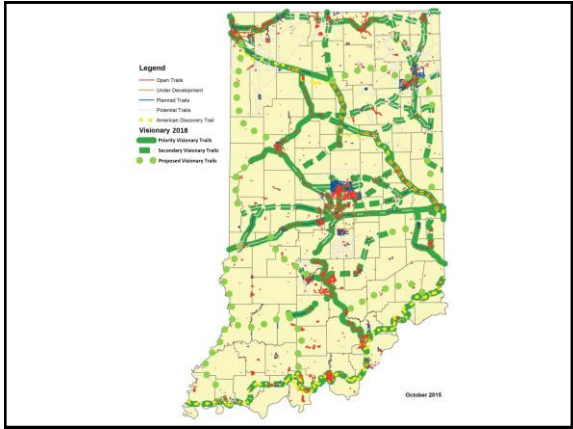 Legend
Open Trails
Under Development
Planned Trails
Potential Trails
American Discovery Trail
Visionary 2018
Priority Visionary Trails
Secondary Visionary Trails
Proposed Visionary Trails
October 2015